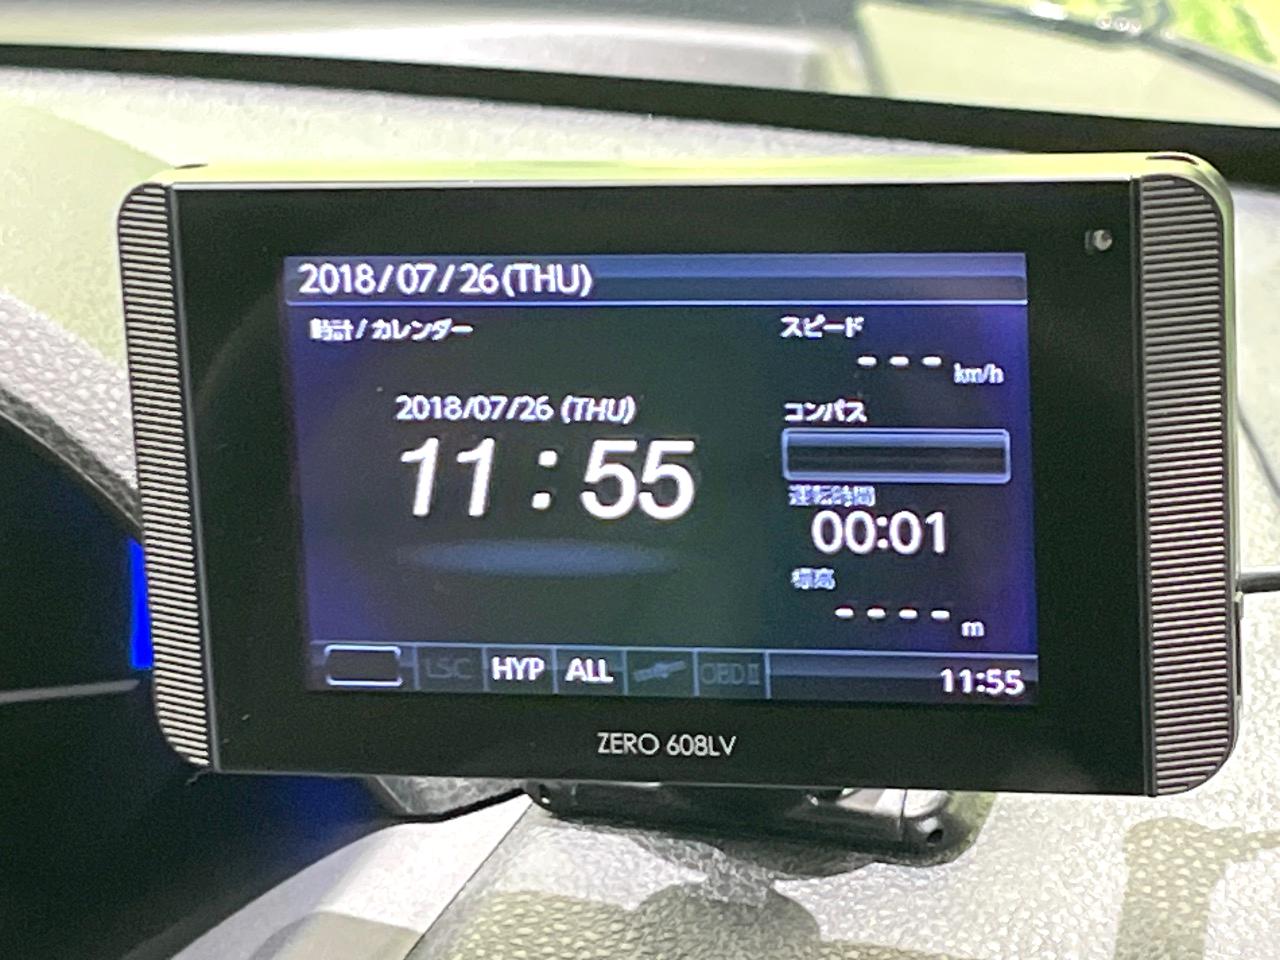 2018/07/26(THU)
時計/カレンダー
2018/07/26 (THU)
11:55
スピード
--- km/h
コンパス
運転時間
00:01
標高
---- m
LSC HYP ALL OBDⅡ 11:55
ZERO 608LV